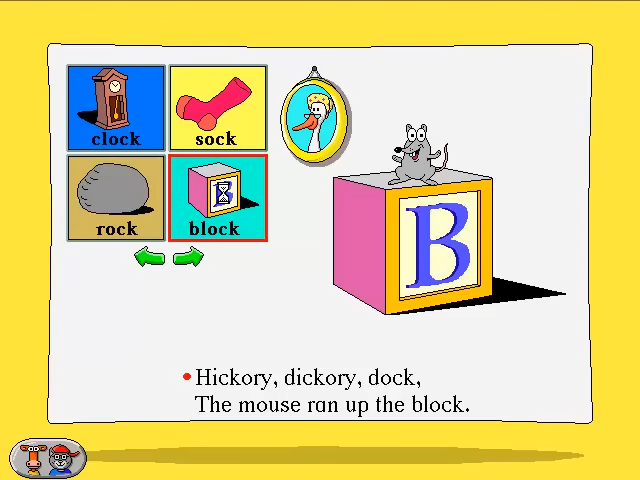 clock
sock
rock
block
B
B
Hickory, dickory, dock,
The mouse ran up the block.